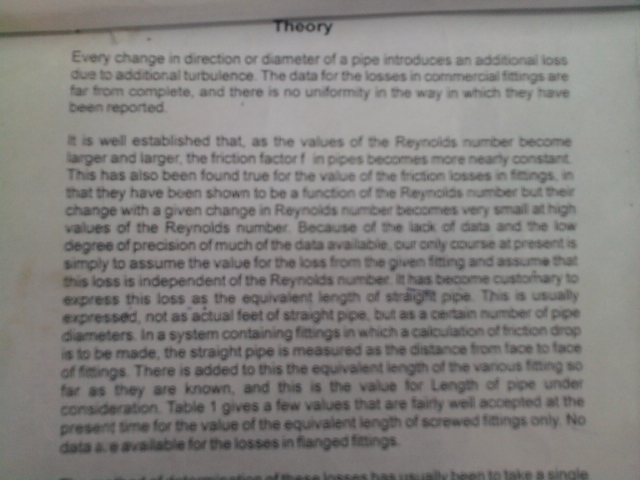 Theory
Every change in direction or diameter of a pipe introduces an additional loss
due to additional turbulence. The data for the losses in commercial fittings are
far from complete, and there is no uniformity in the way in which they have
been reported.
It is well established that, as the values of the Reynolds number become
larger and larger, the friction factor f in pipes becomes more nearly constant.
This has also been found true for the value of the friction losses in fittings, in
that they have been shown to be a function of the Reynolds number but their
change with a given change in Reynolds number becomes very small at high
values of the Reynolds number. Because of the lack of data and the low
degree of precision of much of the data available, our only course at present is
simply to assume the value for the loss from the given fitting and assume that
this loss is independent of the Reynolds number. It has become customary to
express this loss as the equivalent length of straight pipe. This is usually
expressed, not as actual feet of straight pipe, but as a certain number of pipe
diameters. In a system containing fittings in which a calculation of friction drop
is to be made, the straight pipe is measured as the distance from face to face
of fittings. There is added to this the equivalent length of the various fitting so
far as they are known, and this is the value for Length of pipe under
consideration. Table 1 gives a few values that are fairly well accepted at the
present time for the value of the equivalent length of screwed fittings only. No
data are available for the losses in flanged fittings.
method of determination of these losses has usually been to take a single